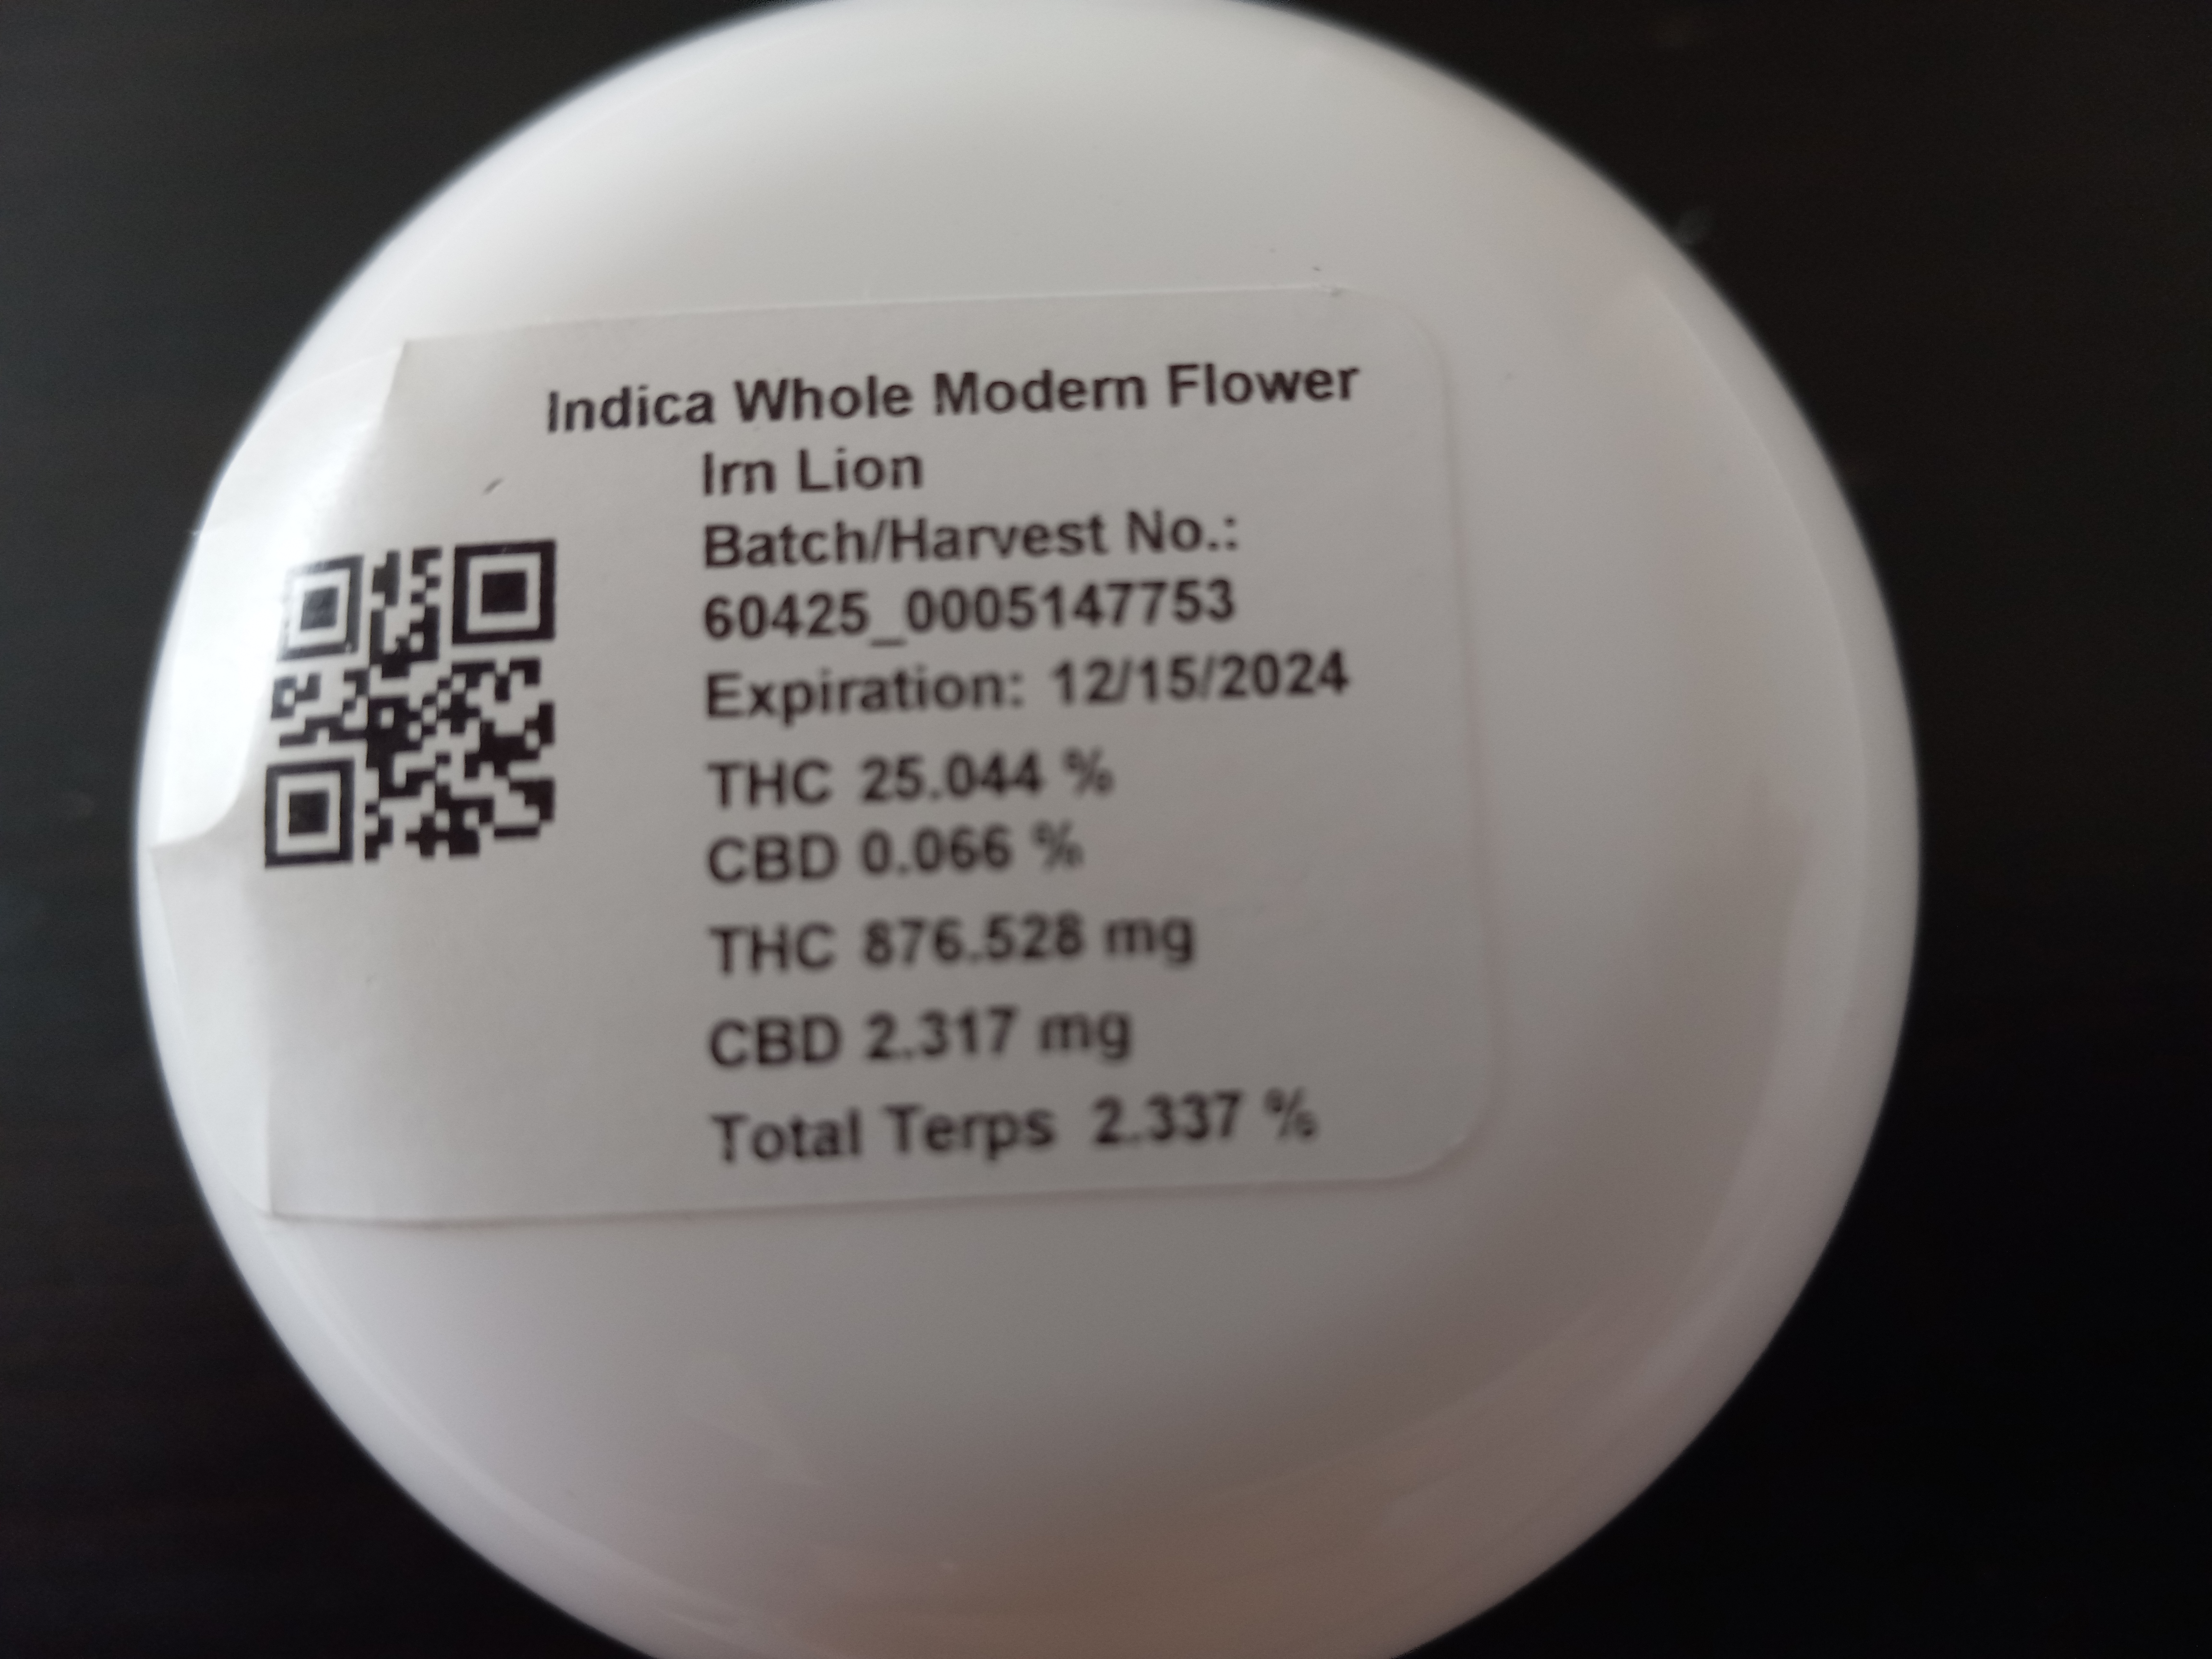 Indica Whole Modern Flower
Irn Lion
Batch/Harvest No.:
60425_0005147753
Expiration: 12/15/2024
THC 25.044 %
CBD 0.066 %
THC 876.528 mg
CBD 2.317 mg
Total Terps 2.337 %